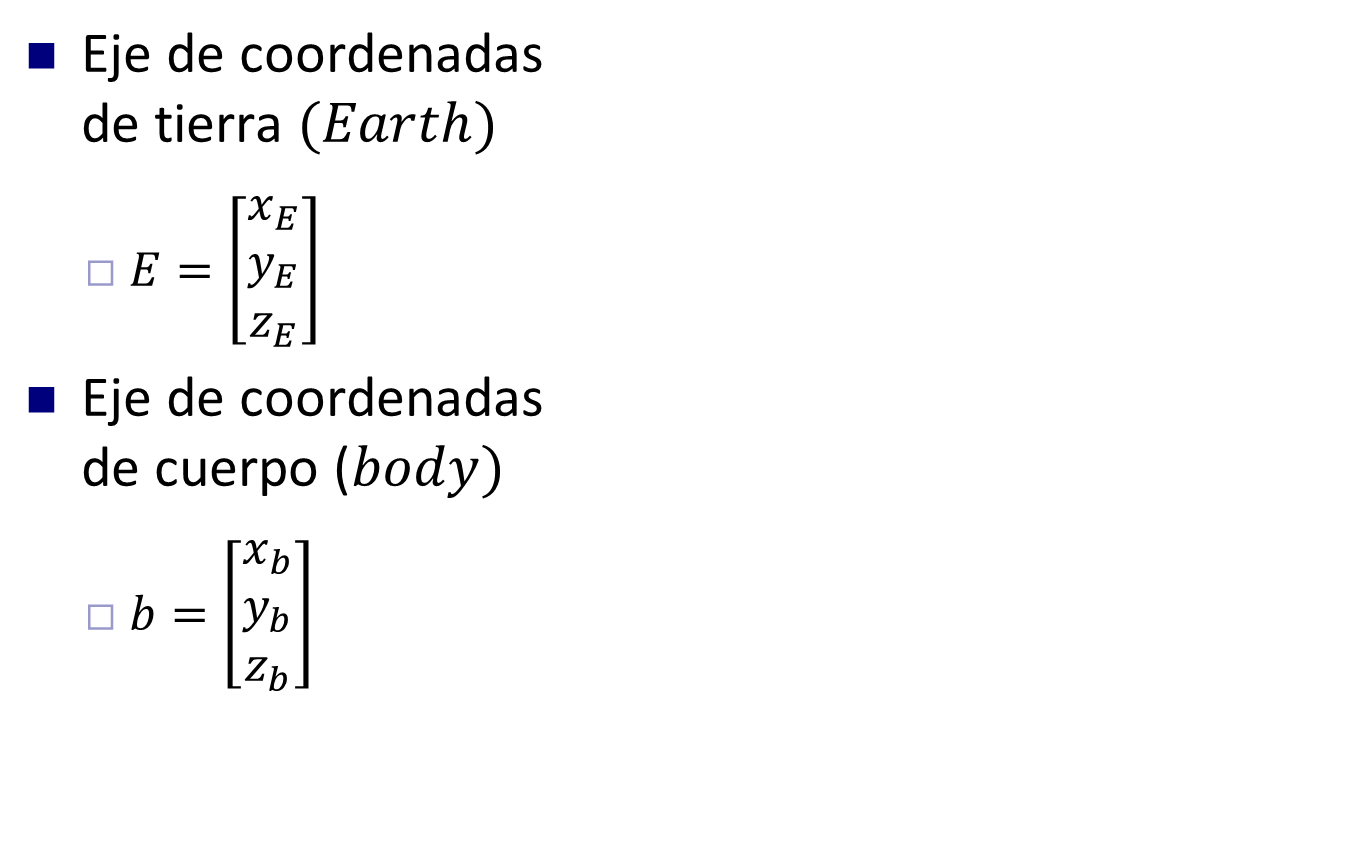 ■ Eje de coordenadas
de tierra (Earth)
□ E = [x_E
y_E
z_E]
■ Eje de coordenadas
de cuerpo (body)
□ b = [x_b
y_b
z_b]